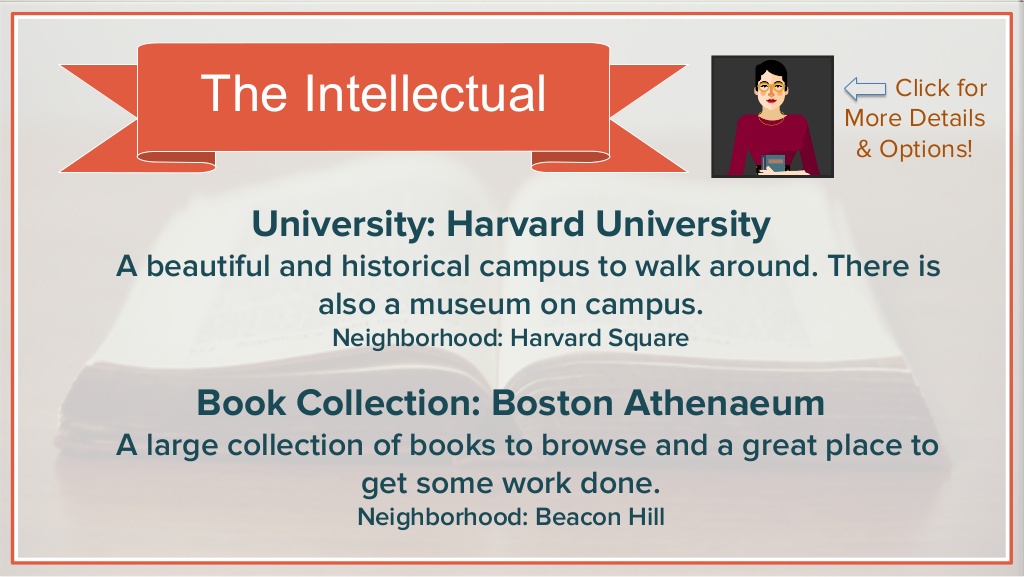 The Intellectual
Click for
More Details
& Options!
University: Harvard University
A beautiful and historical campus to walk around. There is
also a museum on campus.
Neighborhood: Harvard Square
Book Collection: Boston Athenaeum
A large collection of books to browse and a great place to
get some work done.
Neighborhood: Beacon Hill